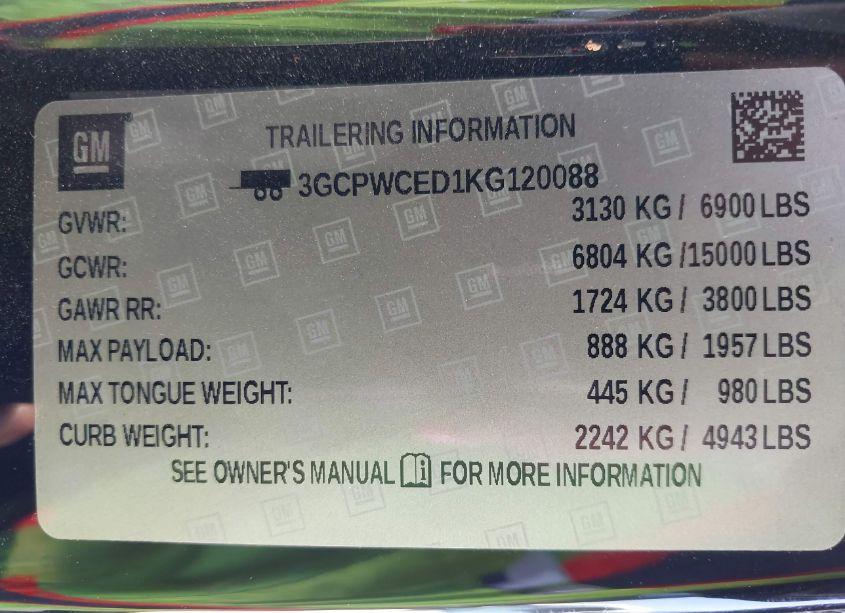 GM
TRAILERING INFORMATION
3GCPWCED1KG120088
GVWR: 3130 KG / 6900 LBS
GCWR: 6804 KG /15000 LBS
GAWR RR: 1724 KG / 3800 LBS
MAX PAYLOAD: 888 KG / 1957 LBS
MAX TONGUE WEIGHT: 445 KG / 980 LBS
CURB WEIGHT: 2242 KG / 4943 LBS
SEE OWNER'S MANUAL FOR MORE INFORMATION